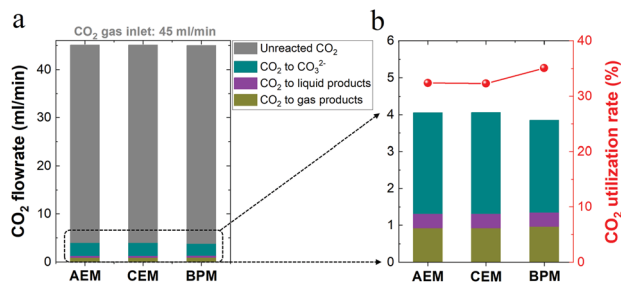 a
CO₂ gas inlet: 45 ml/min
CO₂ flowrate (ml/min)
40
30
20
10
0
AEM CEM BPM
Unreacted CO₂
CO₂ to CO₃²⁻
CO₂ to liquid products
CO₂ to gas products
b
6
5
4
3
2
1
0
AEM CEM BPM
40
30
20
10
0
CO₂ utilization rate (%)